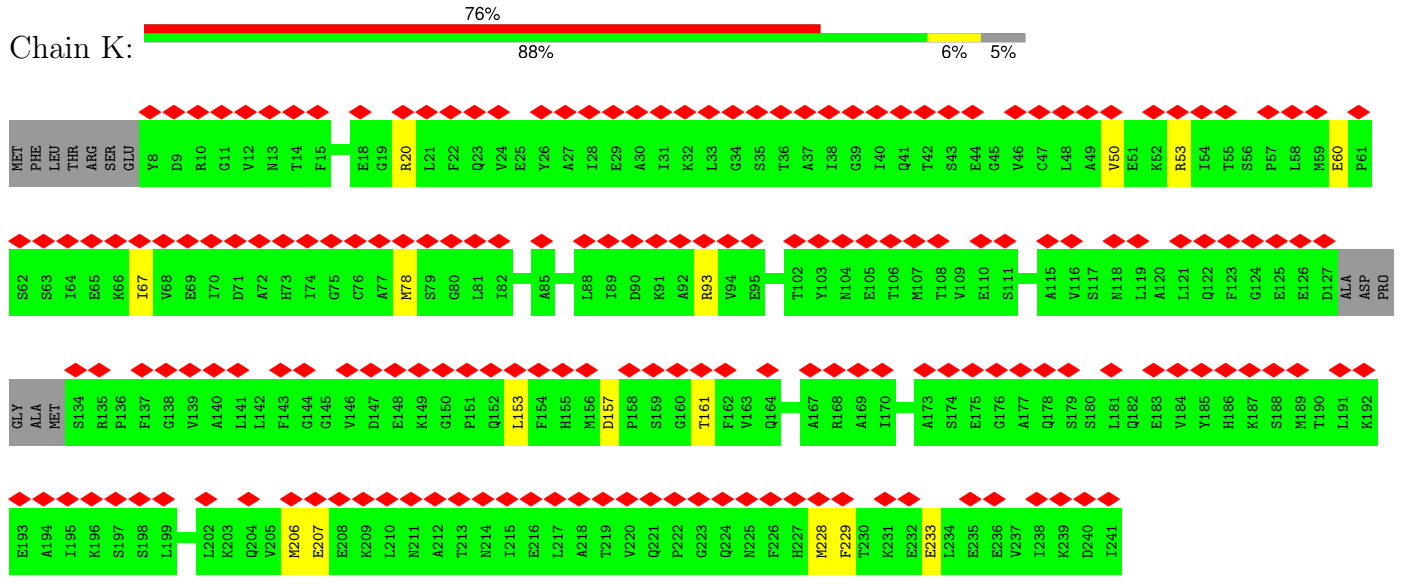 76%
Chain K:
88% 6% 5%
MET PHE LEU THR ARG SER GLU Y8 D9 R10 G11 V12 N13 T14 F15 E18 G19 R20 L21 F22 Q23 V24 E25 Y26 A27 I28 E29 A30 I31 K32 L33 G34 S35 T36 A37 I38 G39 I40 Q41 T42 S43 E44 G45 V46 C47 L48 A49 V50 E51 K52 R53 I54 T55 S56 P57 L58 M59 E60 P61
S62 S63 I64 E65 K66 I67 V68 E69 I70 D71 A72 H73 I74 G75 C76 A77 M78 S79 G80 L81 I82 A85 L88 I89 D90 K91 A92 R93 V94 E95 T102 Y103 N104 E105 T106 M107 T108 V109 E110 S111 A115 V116 S117 N118 L119 A120 L121 Q122 F123 G124 E125 E126 D127 ALA ASP PRO
GLY ALA MET S134 R135 P136 F137 G138 V139 A140 L141 L142 F143 G144 G145 V146 D147 E148 K149 G150 P151 Q152 L153 F154 H155 M156 D157 P158 S159 G160 T161 F162 V163 Q164 A167 R168 A169 I170 A173 S174 E175 G176 A177 Q178 S179 S180 L181 Q182 E183 V184 Y185 H186 K187 S188 M189 T190 L191 K192
E193 A194 I195 K196 S197 S198 L199 L202 K203 Q204 V205 M206 E207 E208 K209 L210 N211 A212 T213 N214 I215 E216 L217 A218 T219 V220 Q221 P222 G223 Q224 N225 F226 H227 M228 F229 T230 K231 E232 E233 L234 E235 E236 V237 I238 K239 D240 I241